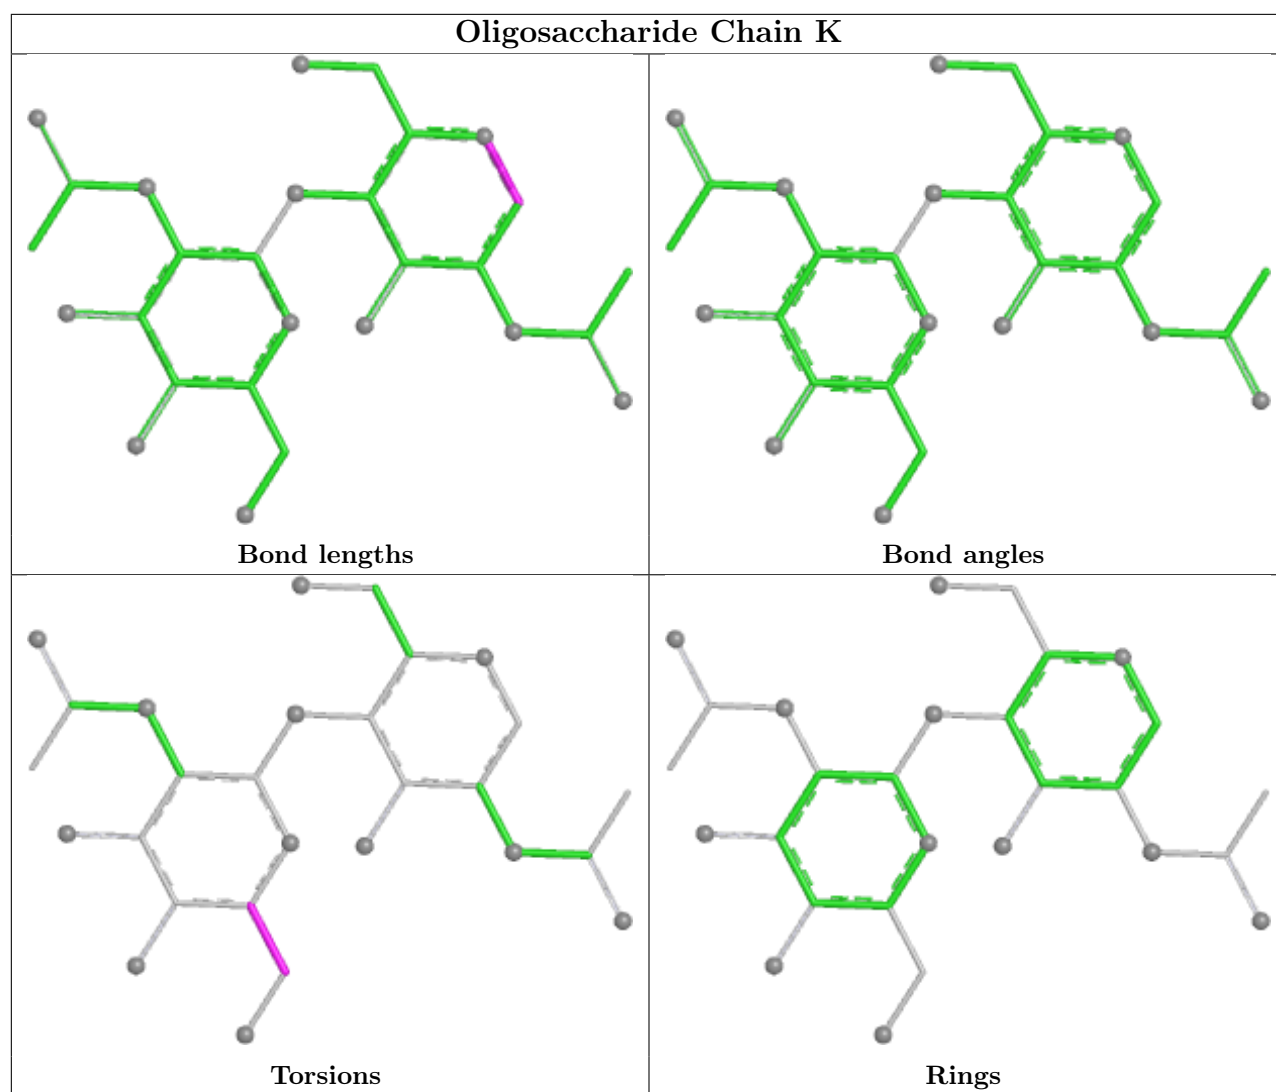 Oligosaccharide Chain K
Bond lengths
Bond angles
Torsions
Rings